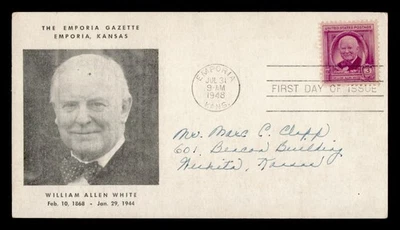 THE EMPORIA GAZETTE
EMPORIA, KANSAS
WILLIAM ALLEN WHITE
Feb. 10, 1868 - Jan. 29, 1944
EMPORIA
JUL 31
9-AM
1948
KANS.
FIRST DAY OF ISSUE
Mr. Marc C. Clapp
601, Beacon Building
Wichita, Kansas